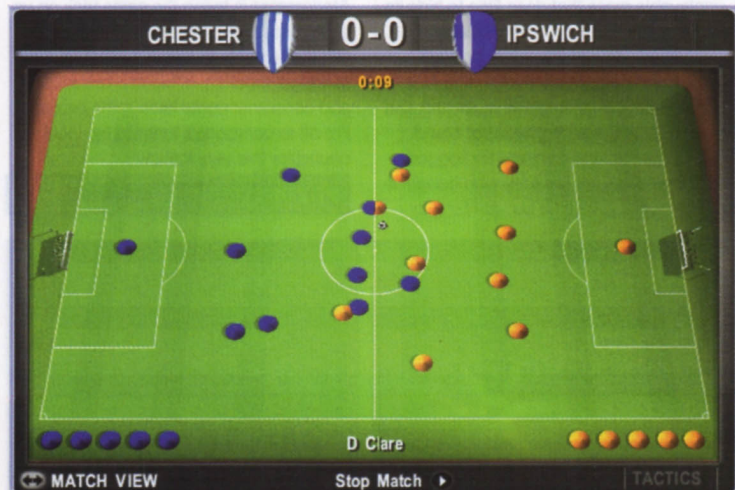 CHESTER 0-0 IPSWICH
0:09
D Clare
MATCH VIEW Stop Match TACTICS